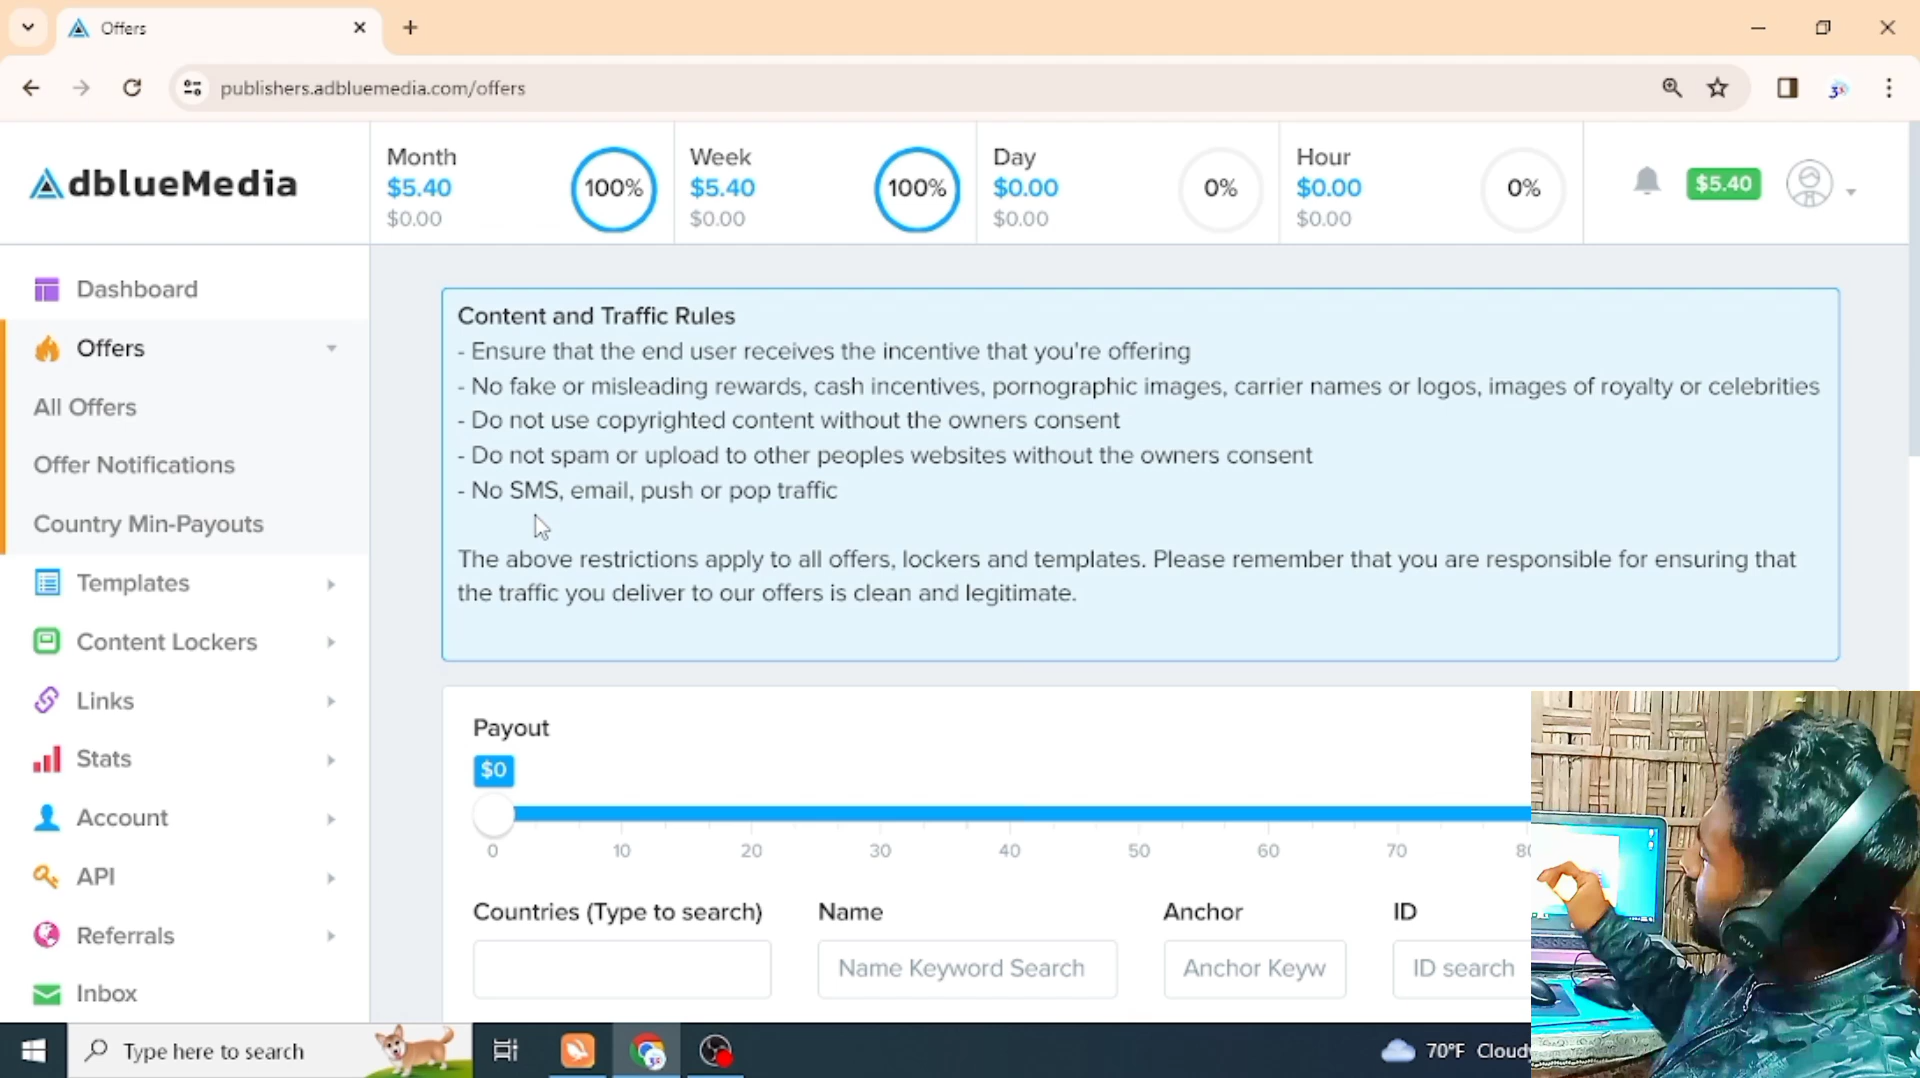 Offers
publishers.adbluemedia.com/offers
dblueMedia
Month
$5.40
$0.00
100%
Week
$5.40
$0.00
100%
Day
$0.00
$0.00
0%
Hour
$0.00
$0.00
0%
$5.40
Dashboard
Offers
All Offers
Offer Notifications
Country Min-Payouts
Templates
Content Lockers
Links
Stats
Account
API
Referrals
Inbox
Content and Traffic Rules
- Ensure that the end user receives the incentive that you're offering
- No fake or misleading rewards, cash incentives, pornographic images, carrier names or logos, images of royalty or celebrities
- Do not use copyrighted content without the owners consent
- Do not spam or upload to other peoples websites without the owners consent
- No SMS, email, push or pop traffic
The above restrictions apply to all offers, lockers and templates. Please remember that you are responsible for ensuring that
the traffic you deliver to our offers is clean and legitimate.
Payout
$0
0 10 20 30 40 50 60 70
Countries (Type to search) Name Anchor ID
Name Keyword Search Anchor Keyw ID search
Type here to search
70°F Cloud